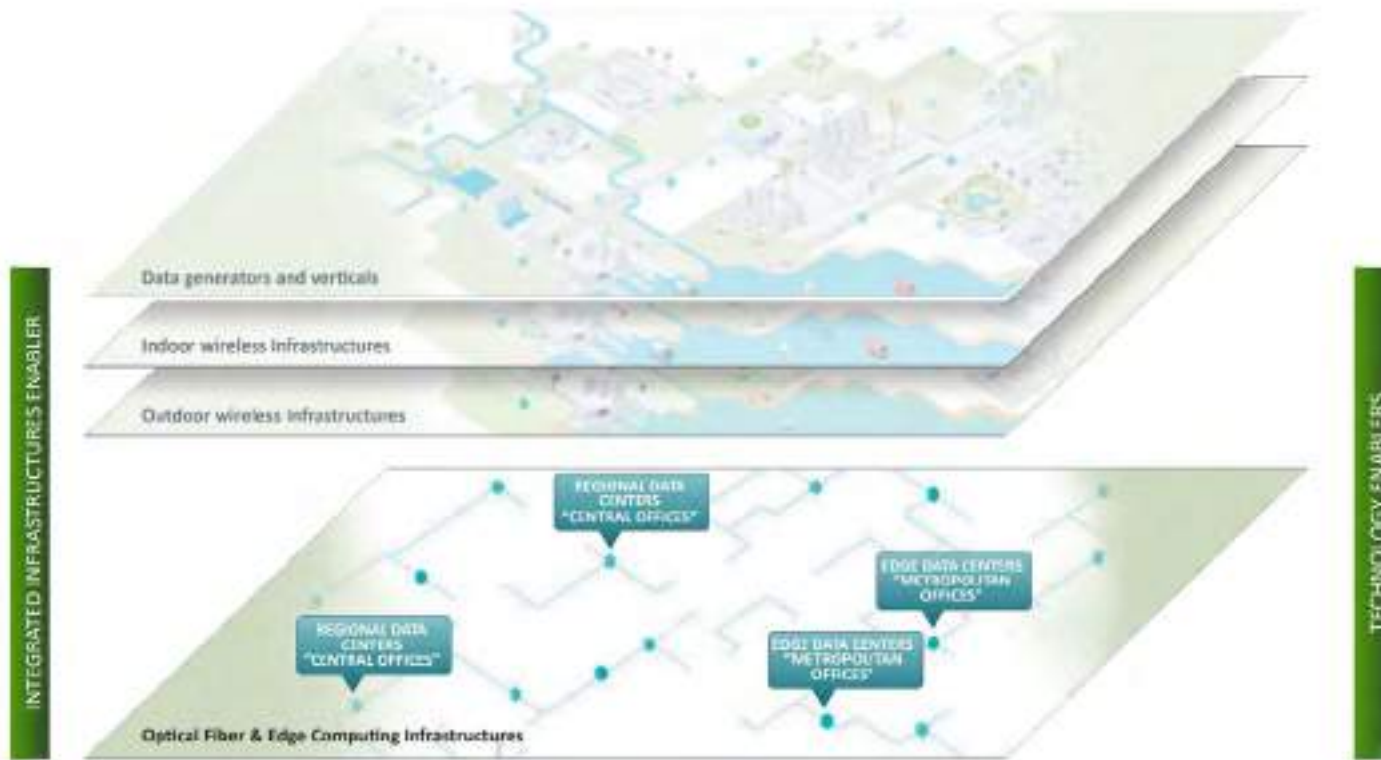 Data generators and verticals
Indoor wireless Infrastructures
Outdoor wireless Infrastructures
INTEGRATED INFRASTRUCTURES ENABLER
TECHNOLOGY ENABLERS
REGIONAL DATA
CENTERS
"CENTRAL OFFICES"
EDGE DATA CENTERS
"METROPOLITAN
OFFICES"
REGIONAL DATA
CENTERS
"CENTRAL OFFICES"
EDGE DATA CENTERS
"METROPOLITAN
OFFICES"
Optical Fiber & Edge Computing Infrastructures